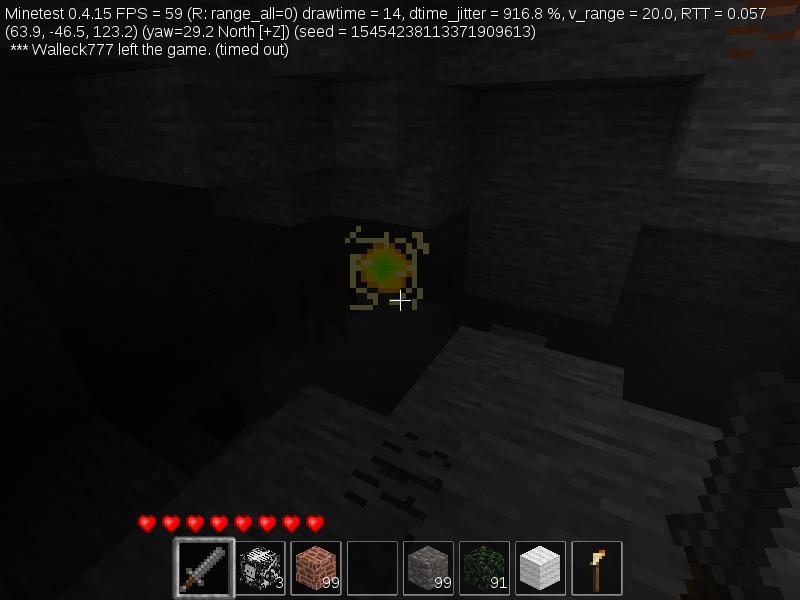 Minetest 0.4.15 FPS = 59 (R: range_all=0) drawtime = 14, dtime_jitter = 916.8 %, v_range = 20.0, RTT = 0.057
(63.9, -46.5, 123.2) (yaw=29.2 North [+Z]) (seed = 15454238113371909613)
*** Walleck777 left the game. (timed out)
3 99 99 91